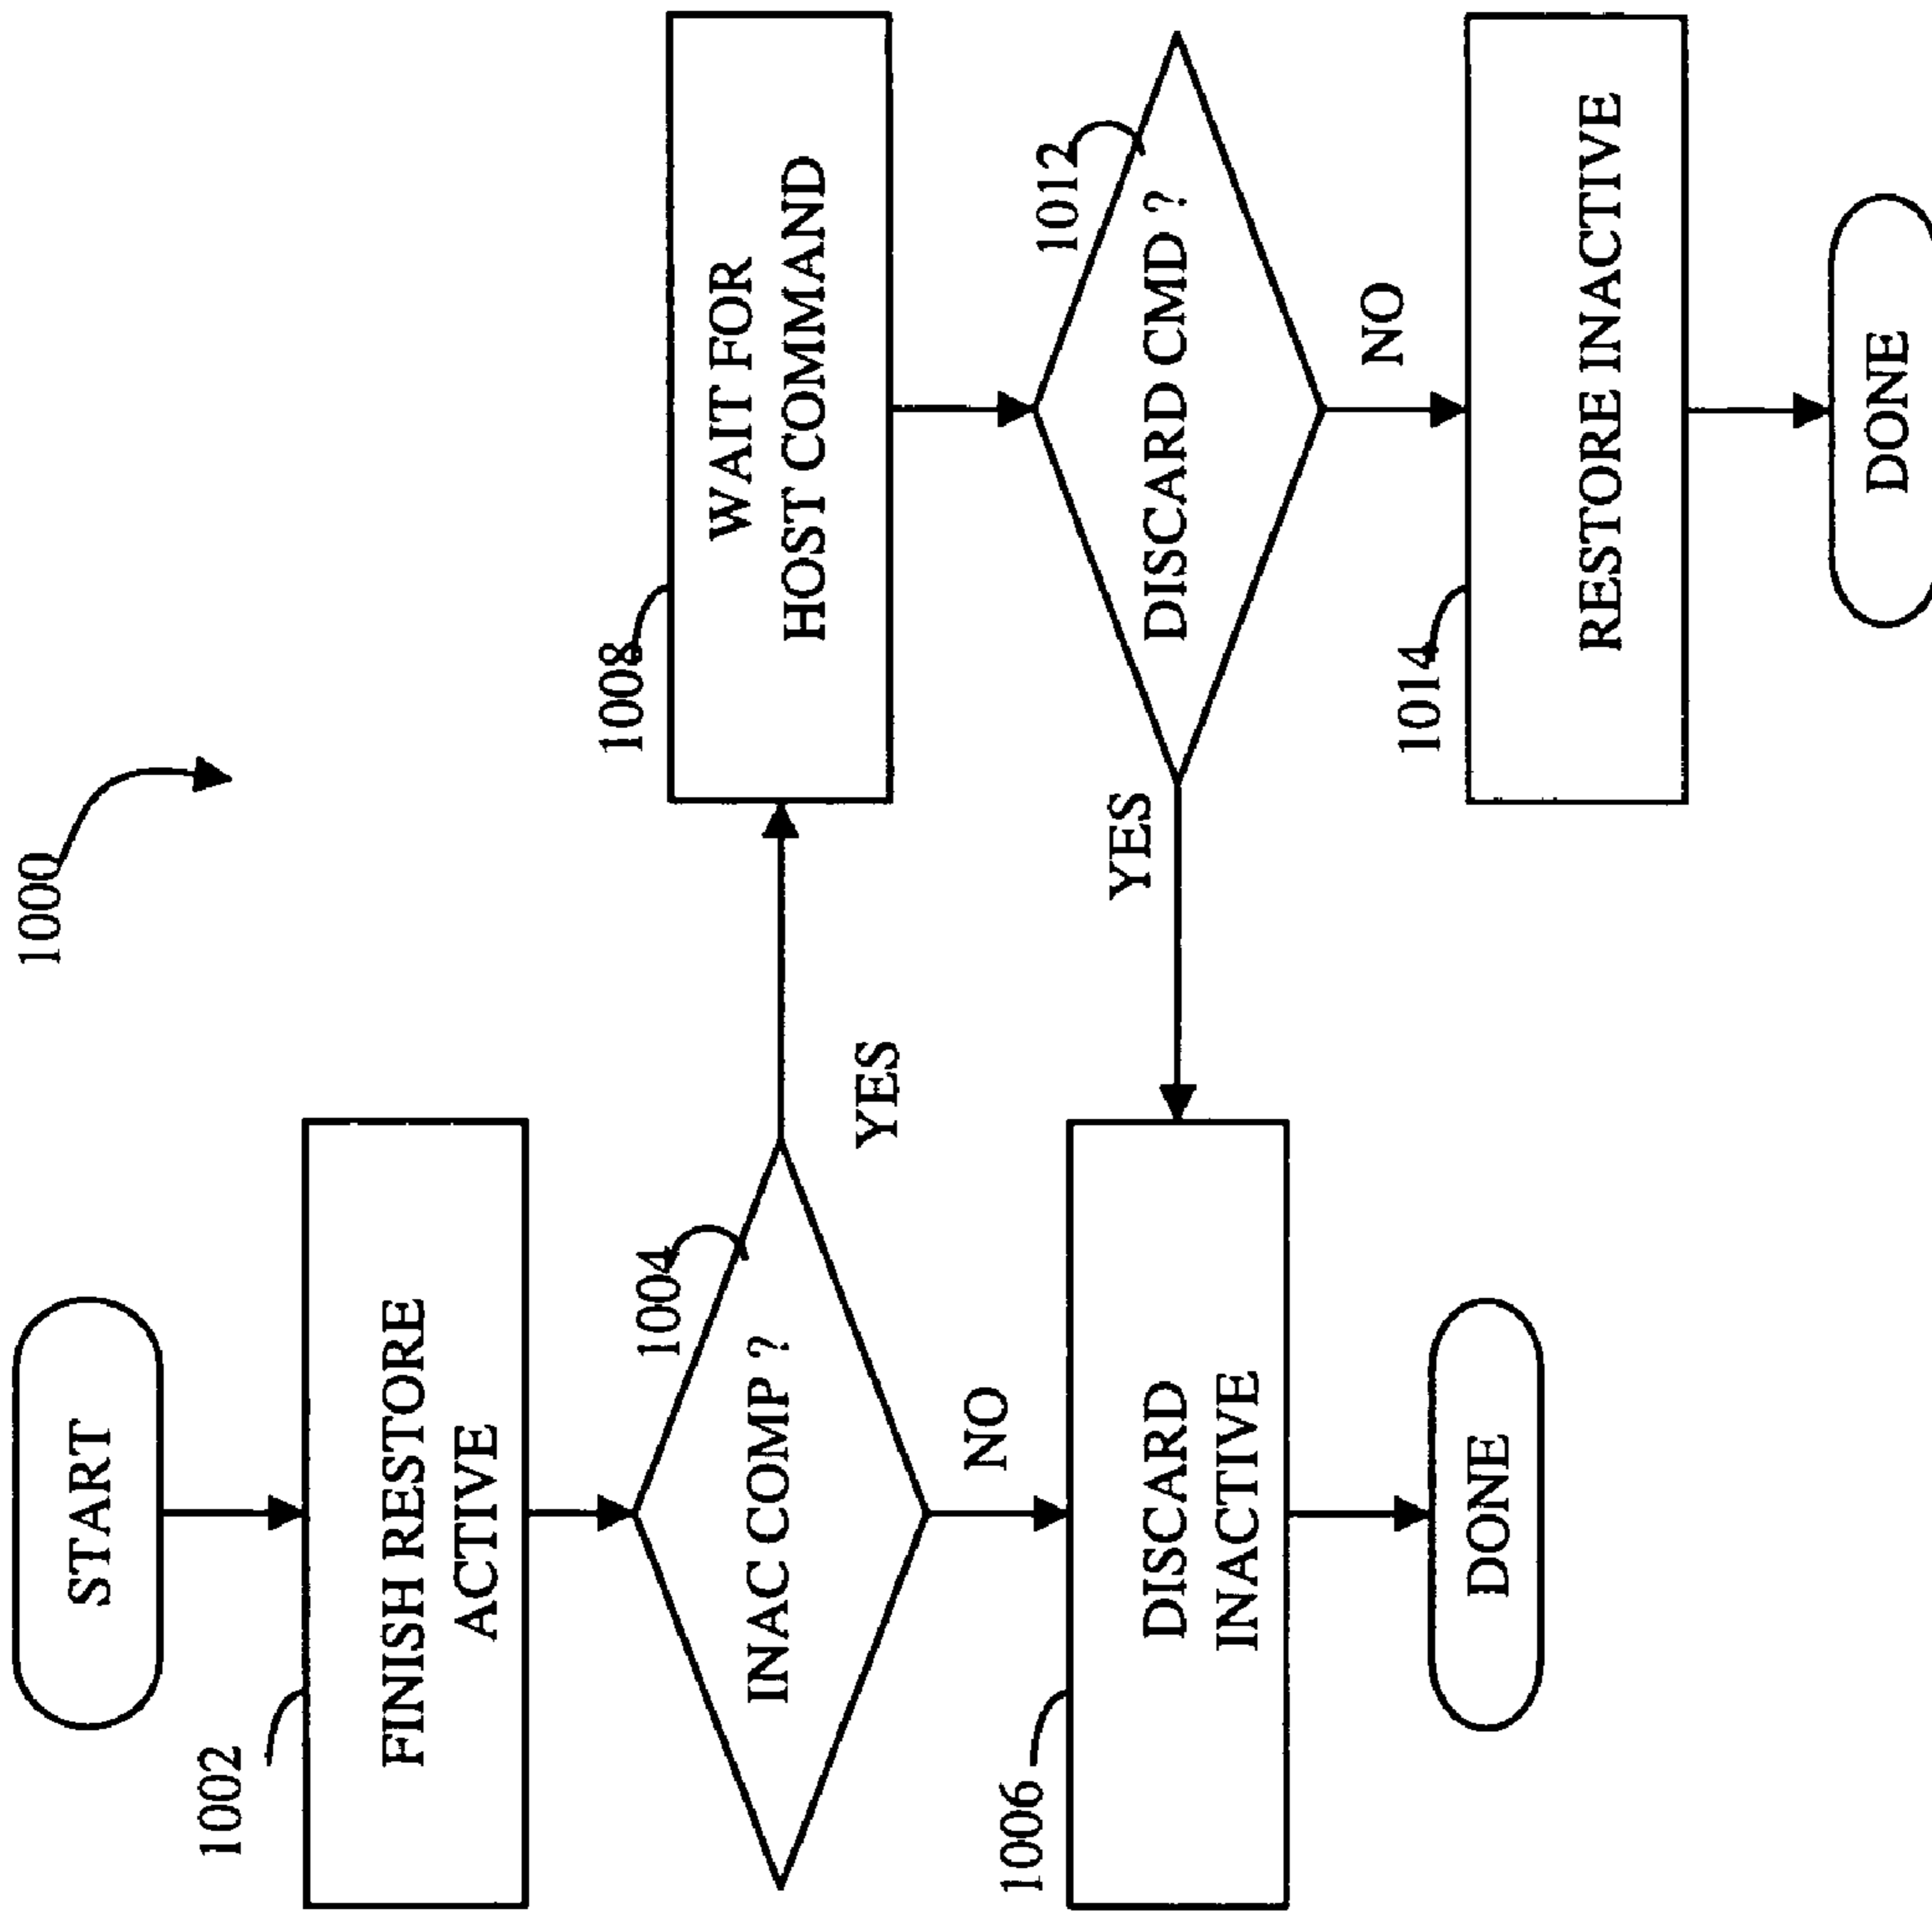 1000
START
1002
FINISH RESTORE
ACTIVE
1004
INAC COMP ?
YES
NO
1006
DISCARD
INACTIVE
DONE
1008
WAIT FOR
HOST COMMAND
1012
DISCARD CMD ?
YES
NO
1014
RESTORE INACTIVE
DONE